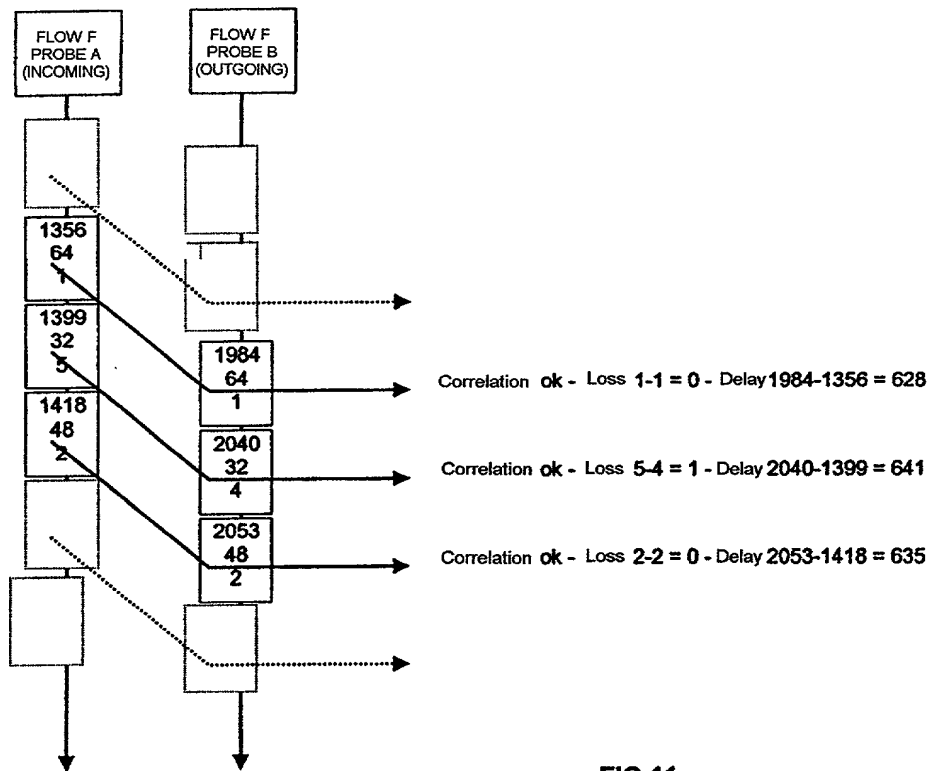 FLOW F
PROBE A
(INCOMING)
FLOW F
PROBE B
(OUTGOING)
1356
64
1
1399
32
5
1418
48
2
1984
64
1
2040
32
4
2053
48
2
Correlation ok - Loss 1-1 = 0 - Delay 1984-1356 = 628
Correlation ok - Loss 5-4 = 1 - Delay 2040-1399 = 641
Correlation ok - Loss 2-2 = 0 - Delay 2053-1418 = 635